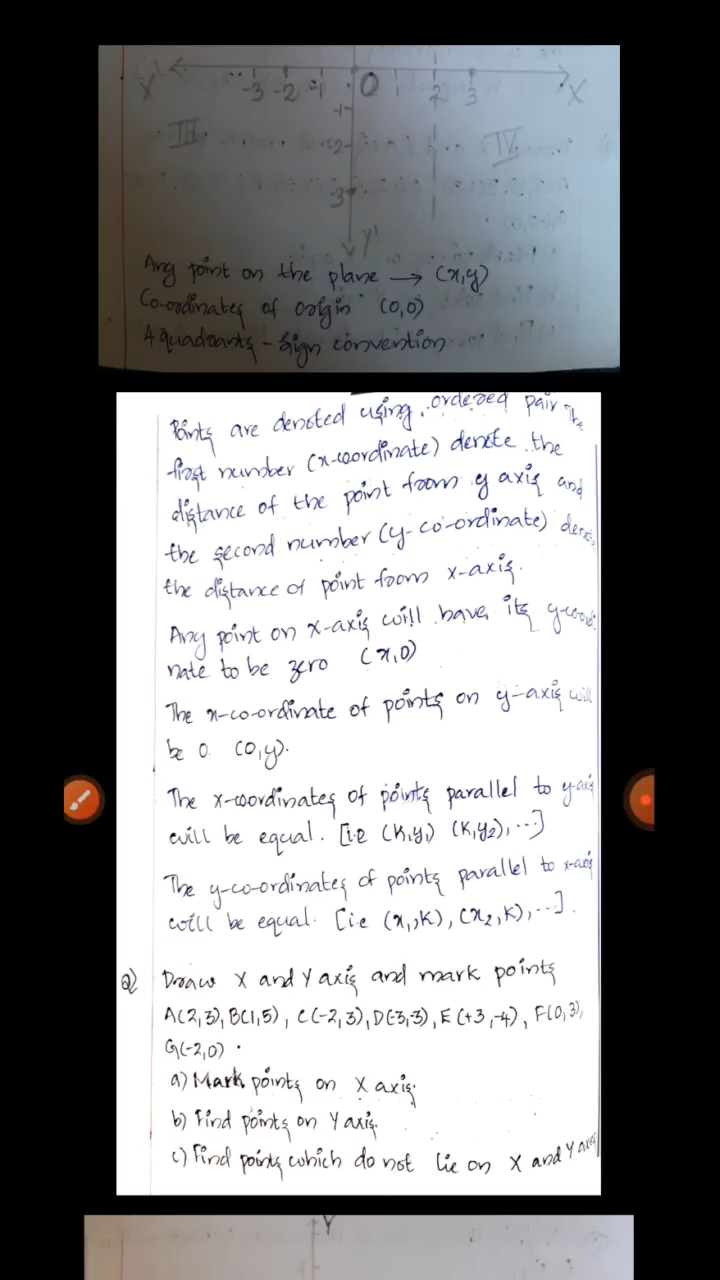 X' -3 -2 -1 O 1 2 3 X
-1
III -2 IV
-3
Y'
Any point on the plane → (x,y)
Co-ordinates of origin (0,0)
4 quadrants - sign convention
Points are denoted using ordered pair. The
first number (x-coordinate) denote the
distance of the point from y axis and
the second number (y-co-ordinate) denotes
the distance of point from x-axis.
Any point on x-axis will have its y-coordi
nate to be zero (x,0)
The x-co-ordinate of points on y-axis will
be 0 (0,y).
The x-coordinates of points parallel to y-axis
will be equal. [i.e (K,y₁) (K,y₂),...]
The y-co-ordinates of points parallel to x-axis
will be equal. [i.e (x₁,K), (x₂,K),...].
Q) Draw X and Y axis and mark points
A(2,3), B(1,5), C(-2,3), D(-3,-3), E(+3,-4), F(0,3),
G(-2,0).
a) Mark points on X axis.
b) Find points on Y axis.
c) Find points which do not lie on X and Y axis
Y